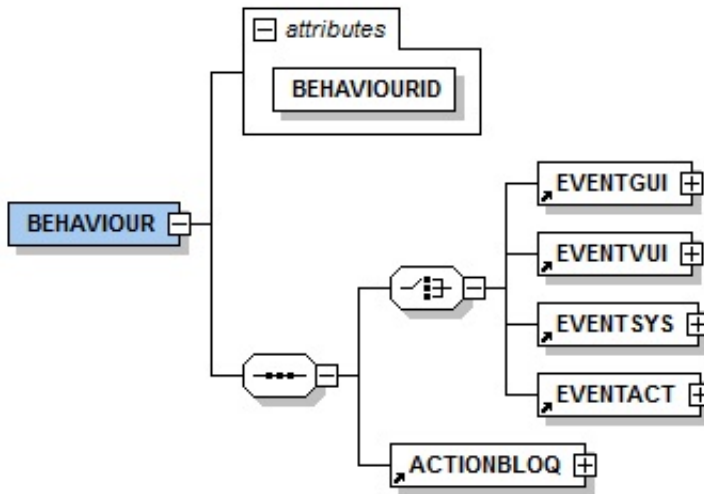 attributes
BEHAVIOURID
BEHAVIOUR
EVENTGUI
EVENTVUI
EVENTSYS
EVENTACT
ACTIONBLOQ